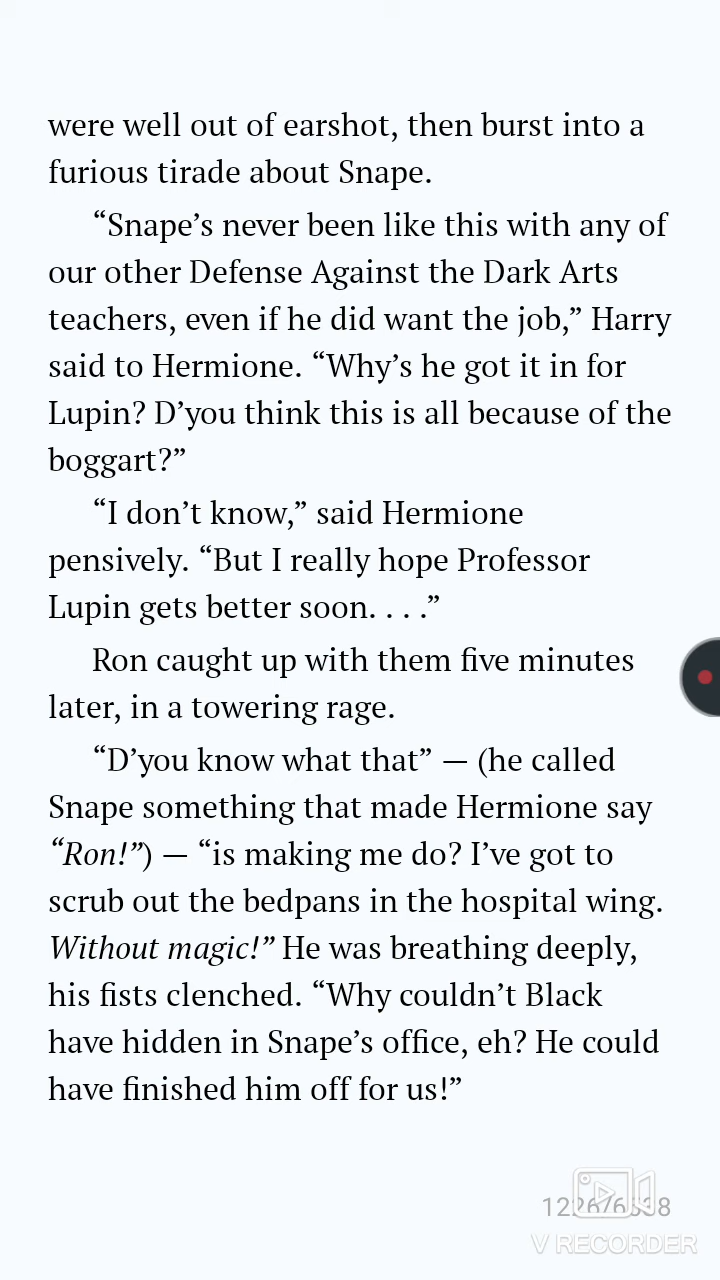 were well out of earshot, then burst into a
furious tirade about Snape.
“Snape’s never been like this with any of
our other Defense Against the Dark Arts
teachers, even if he did want the job,” Harry
said to Hermione. “Why’s he got it in for
Lupin? D’you think this is all because of the
boggart?”
“I don’t know,” said Hermione
pensively. “But I really hope Professor
Lupin gets better soon. . . .”
Ron caught up with them five minutes
later, in a towering rage.
“D’you know what that” — (he called
Snape something that made Hermione say
“Ron!”) — “is making me do? I’ve got to
scrub out the bedpans in the hospital wing.
Without magic!” He was breathing deeply,
his fists clenched. “Why couldn’t Black
have hidden in Snape’s office, eh? He could
have finished him off for us!”
V RECORDER